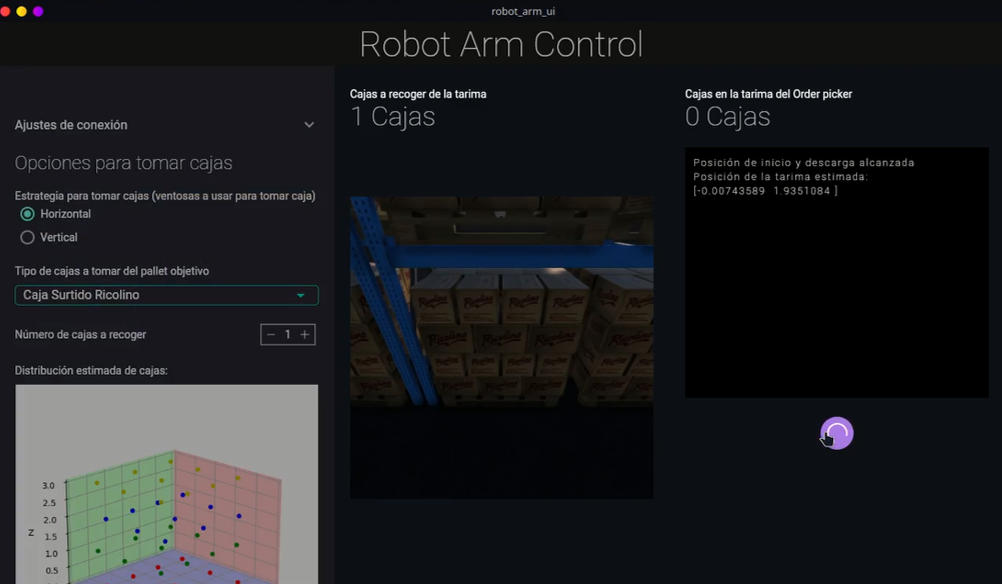 robot_arm_ui
Robot Arm Control
Ajustes de conexión
Opciones para tomar cajas
Estrategia para tomar cajas (ventosas a usar para tomar caja)
Horizontal
Vertical
Tipo de cajas a tomar del pallet objetivo
Caja Surtido Ricolino
Número de cajas a recoger
− 1 +
Distribución estimada de cajas:
3.0
2.5
2.0
1.5
1.0
0.5
Z
Cajas a recoger de la tarima
1 Cajas
Ricolino
Ricolino
Ricolino
Cajas en la tarima del Order picker
0 Cajas
Posición de inicio y descarga alcanzada
Posición de la tarima estimada:
[-0.00743589 1.9351084 ]